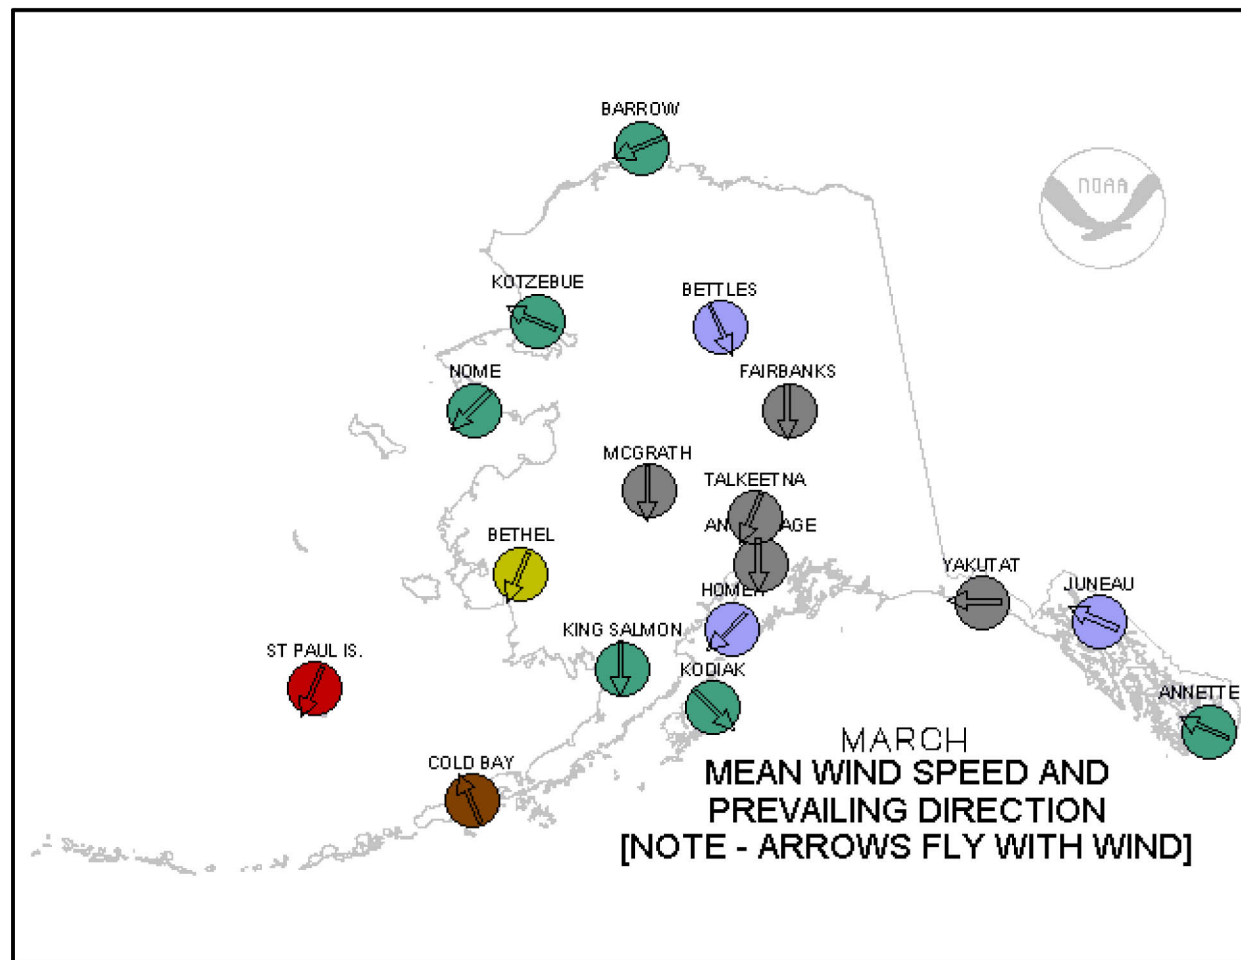 BARROW
NOAA
KOTZEBUE
BETTLES
NOME
FAIRBANKS
MCGRATH
TALKEETNA
BETHEL
YAKUTAT
JUNEAU
KING SALMON
ST PAUL IS.
KODIAK
ANNETTE
COLD BAY
MARCH
MEAN WIND SPEED AND
PREVAILING DIRECTION
[NOTE - ARROWS FLY WITH WIND]